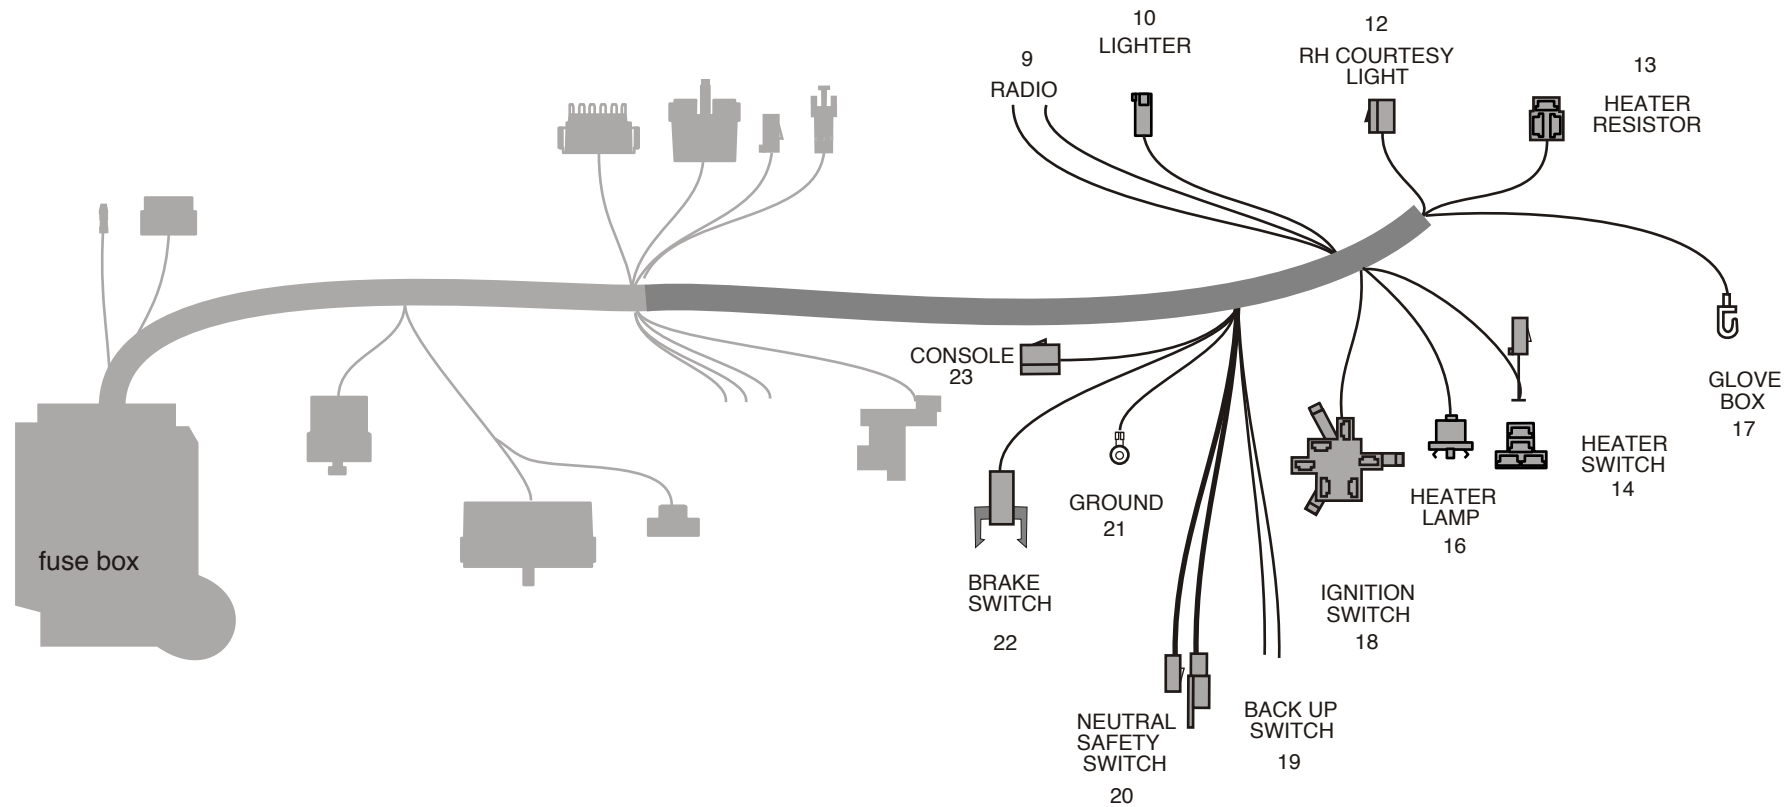 9
RADIO
10
LIGHTER
12
RH COURTESY
LIGHT
13
HEATER
RESISTOR
CONSOLE
23
GLOVE
BOX
17
HEATER
SWITCH
14
HEATER
LAMP
16
GROUND
21
fuse box
BRAKE
SWITCH
22
IGNITION
SWITCH
18
NEUTRAL
SAFETY
SWITCH
20
BACK UP
SWITCH
19